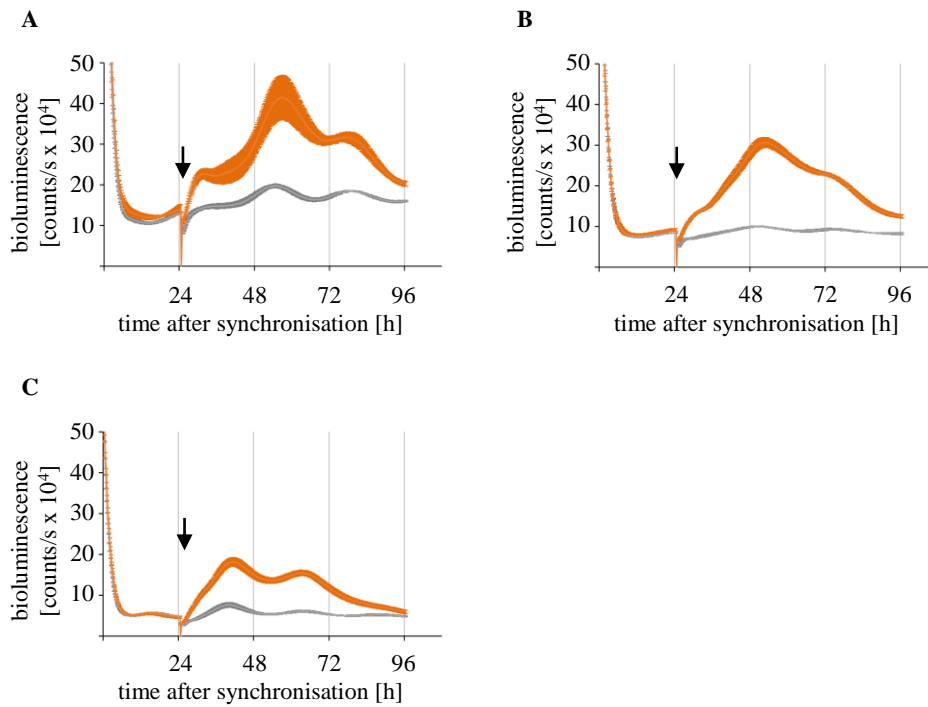 A
50
40
30
20
10
bioluminescence
[counts/s x 10⁴]
24 48 72 96
time after synchronisation [h]
B
50
40
30
20
10
bioluminescence
[counts/s x 10⁴]
24 48 72 96
time after synchronisation [h]
C
50
40
30
20
10
bioluminescence
[counts/s x 10⁴]
24 48 72 96
time after synchronisation [h]